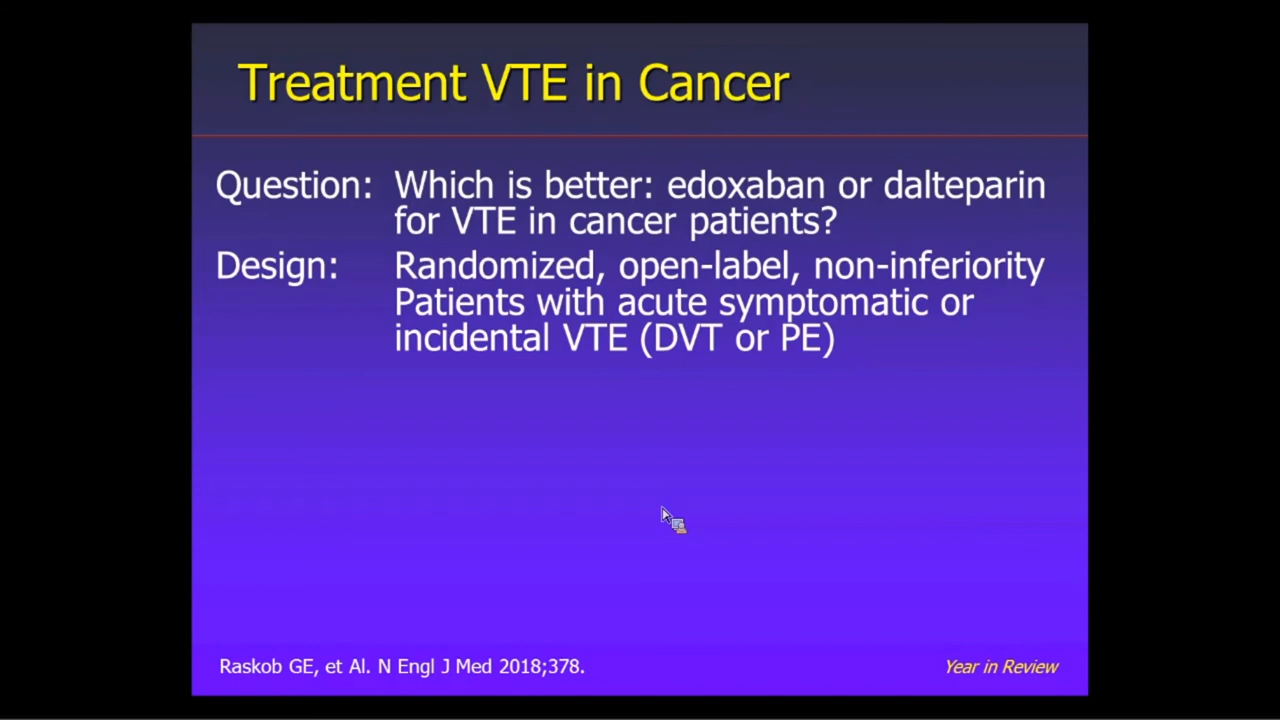 Treatment VTE in Cancer
Question: Which is better: edoxaban or dalteparin
for VTE in cancer patients?
Design: Randomized, open-label, non-inferiority
Patients with acute symptomatic or
incidental VTE (DVT or PE)
Raskob GE, et Al. N Engl J Med 2018;378.
Year in Review